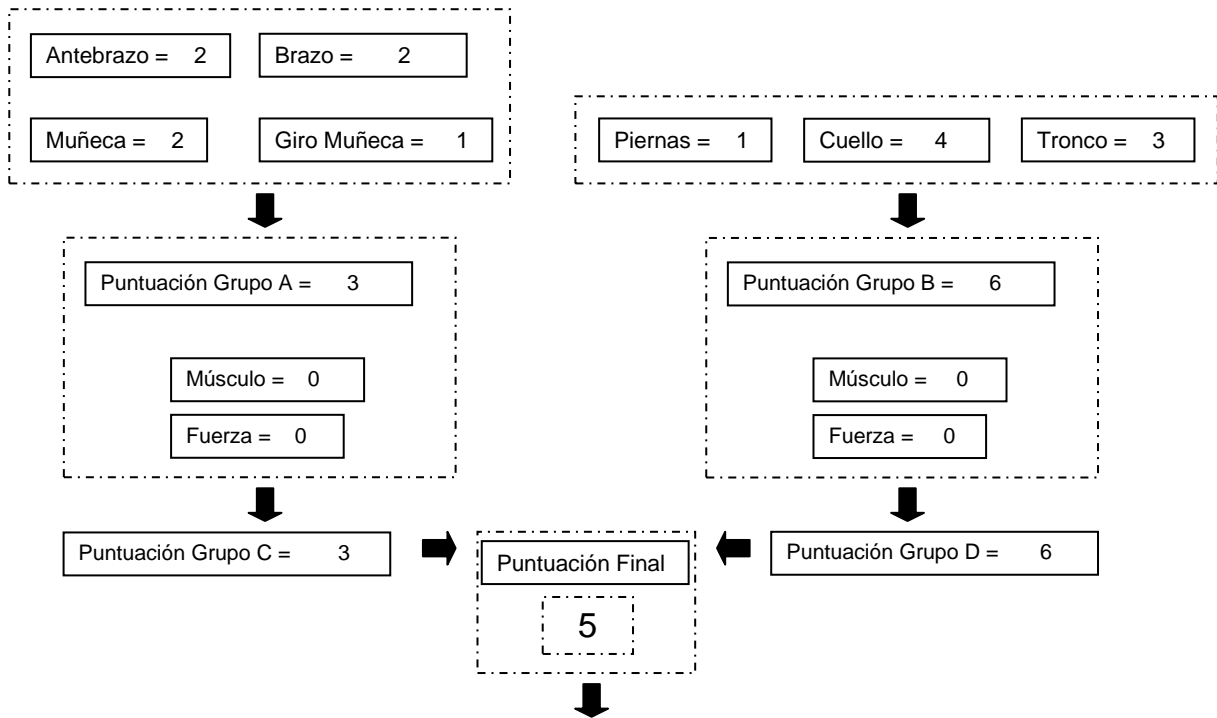 Antebrazo = 2
Brazo = 2
Muñeca = 2
Giro Muñeca = 1
Piernas = 1
Cuello = 4
Tronco = 3
Puntuación Grupo A = 3
Músculo = 0
Fuerza = 0
Puntuación Grupo B = 6
Músculo = 0
Fuerza = 0
Puntuación Grupo C = 3
Puntuación Final
5
Puntuación Grupo D = 6